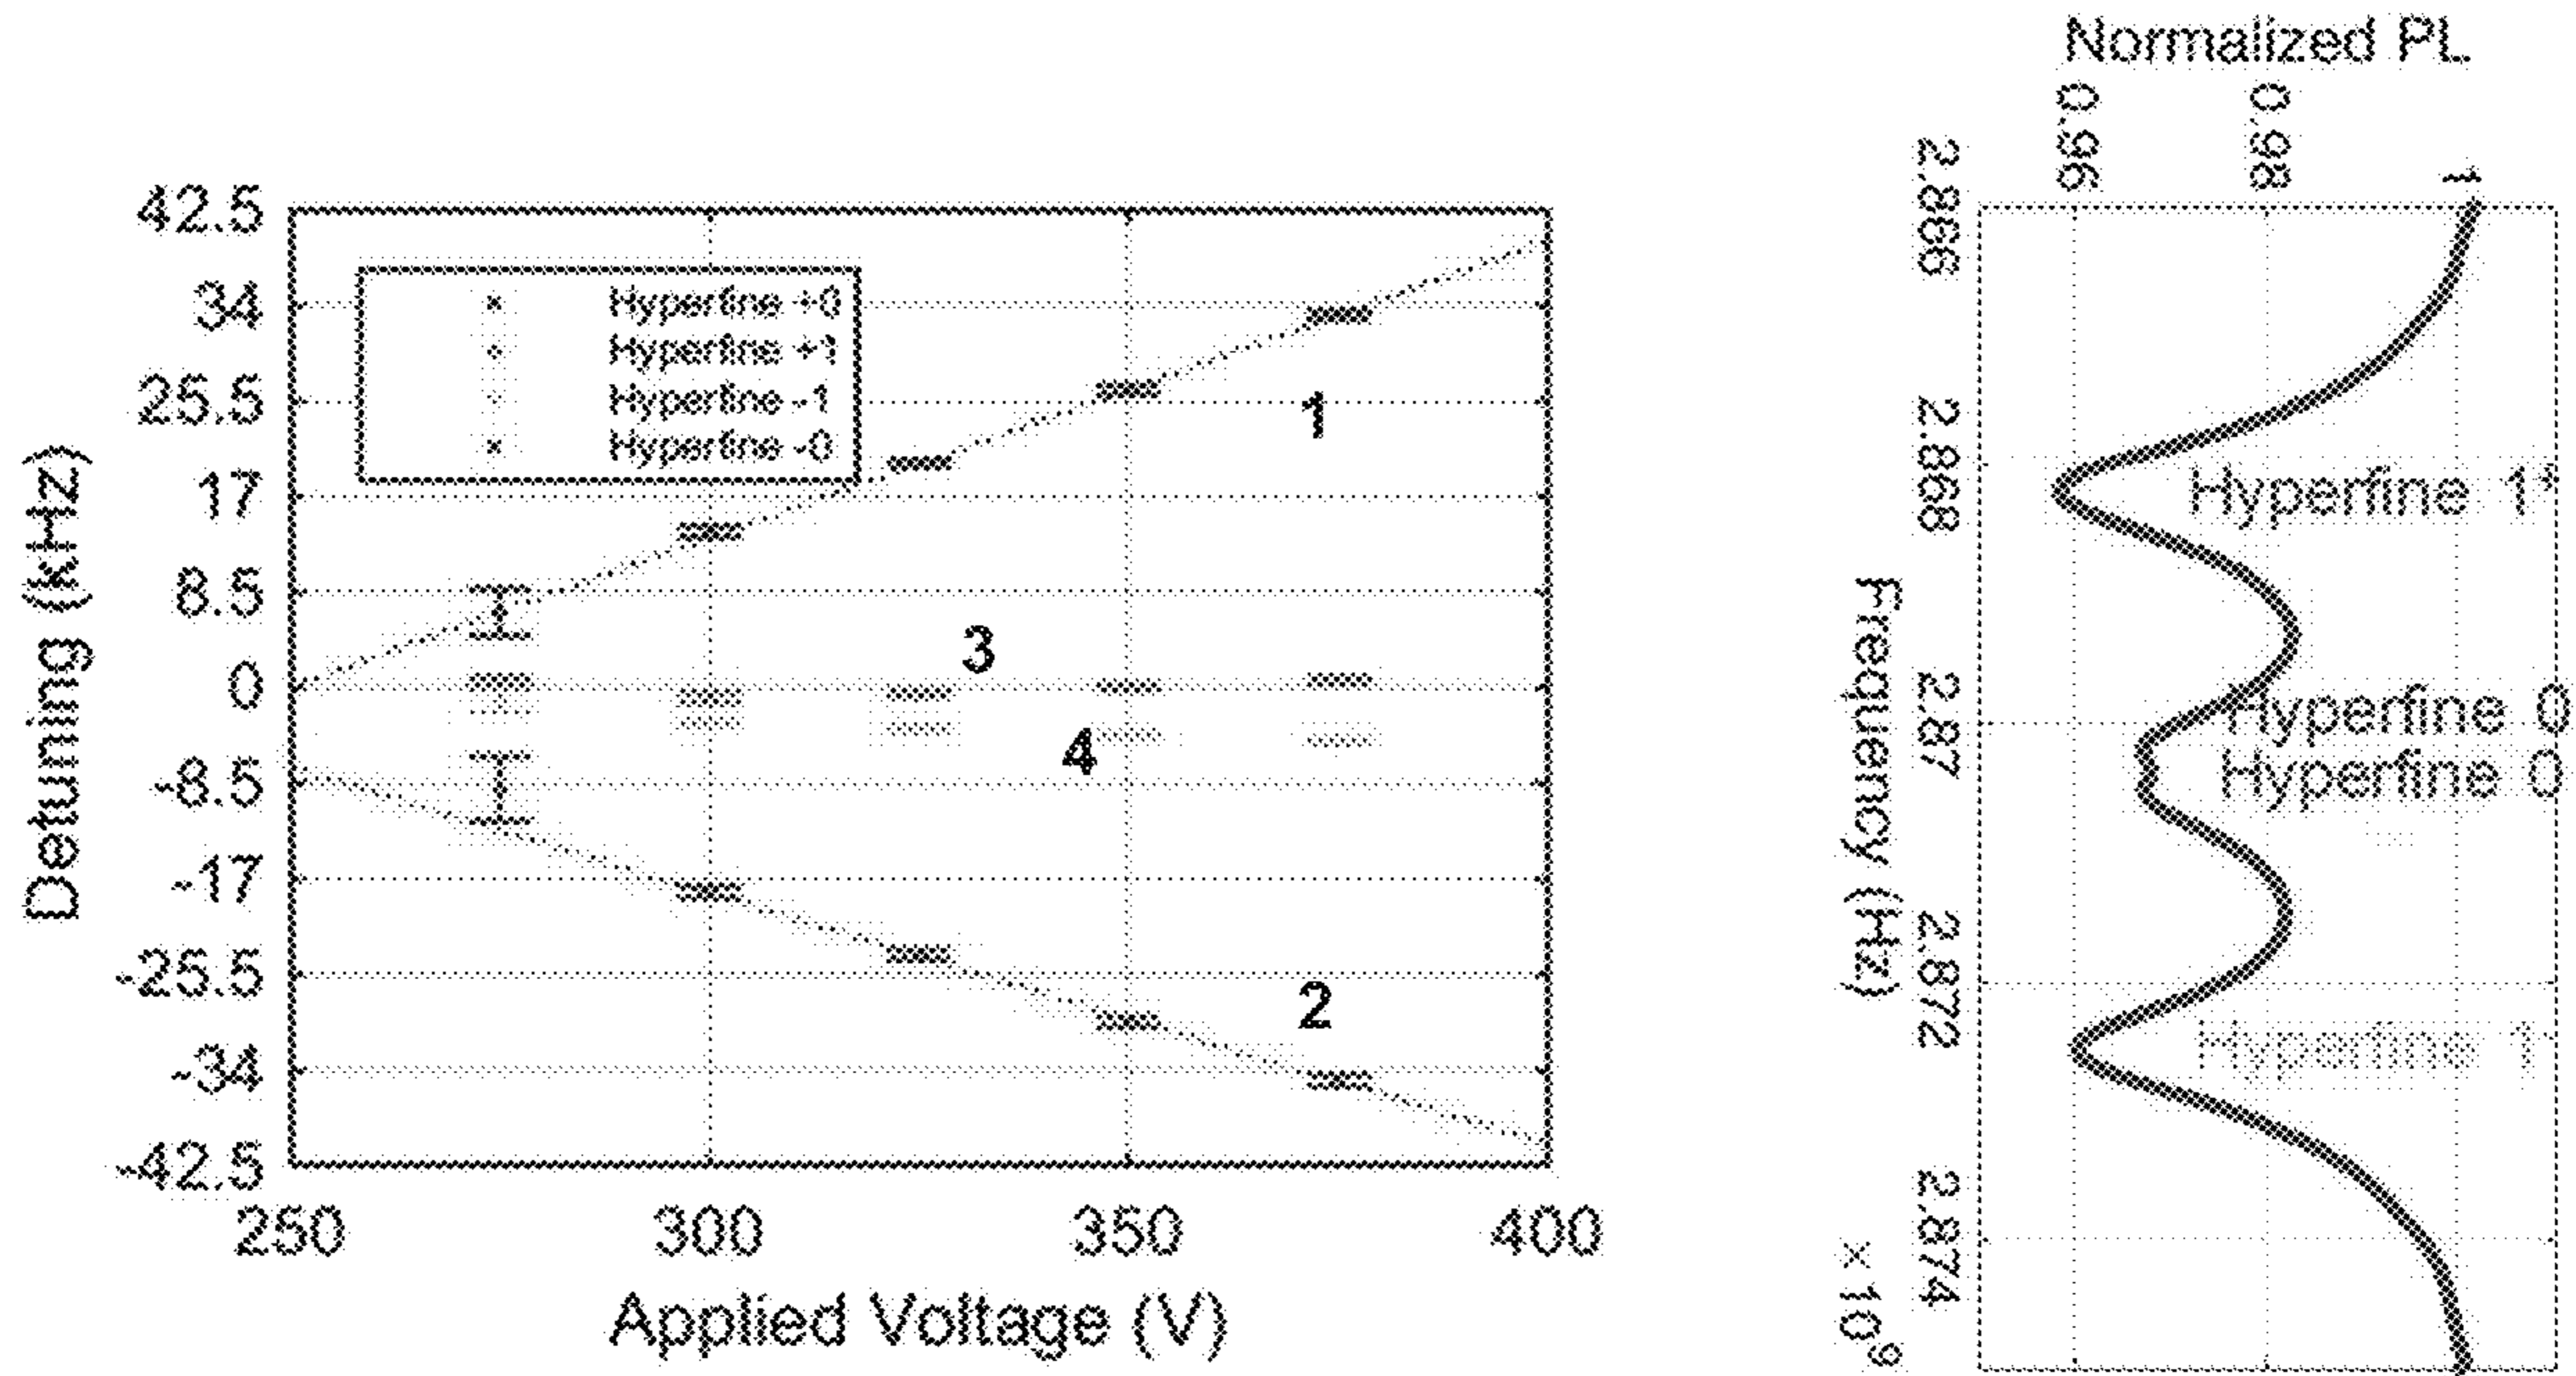 Detuning (kHz)
42.5
34
25.5
17
8.5
0
-8.5
-17
-25.5
-34
-42.5
Hyperfine +0
Hyperfine +1
Hyperfine -1
Hyperfine -0
1
3
4
2
250
300
350
400
Applied Voltage (V)
Normalized PL
0.96
0.98
1
2.866
2.868
2.87
2.872
2.874
Frequency (Hz)
× 10⁹
Hyperfine 1⁺
Hyperfine 0
Hyperfine 0
Hyperfine 1